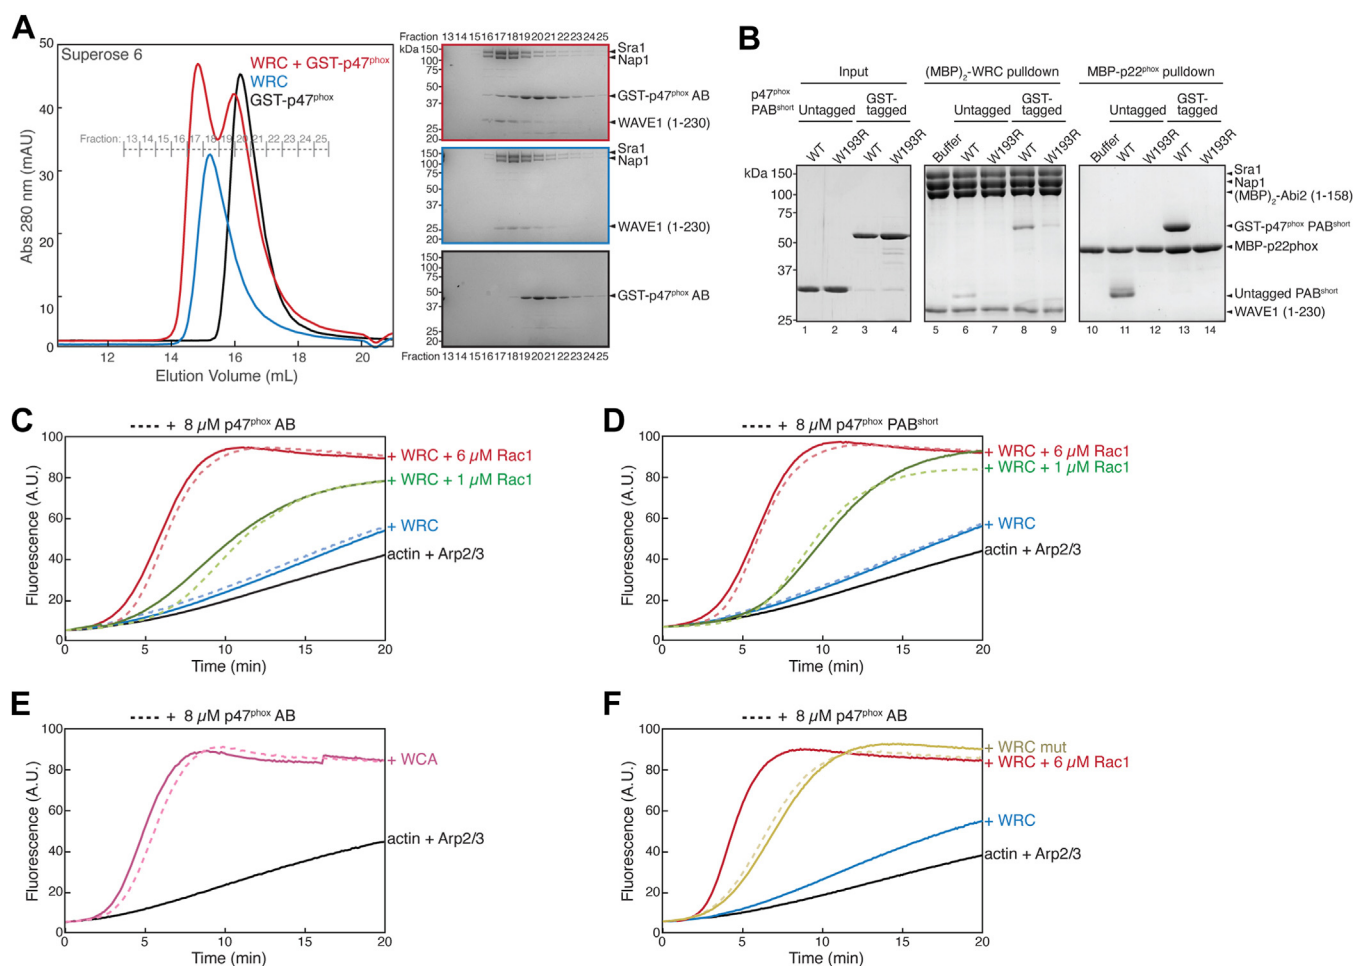 A
Superose 6
WRC + GST-p47phox
WRC
GST-p47phox
Fraction: 13 14 15 16 17 18 19 20 21 22 23 24 25
50
40
30
20
10
0
Abs 280 nm (mAU)
12 14 16 18 20
Elution Volume (mL)
Fraction 13 14 15 16 17 18 19 20 21 22 23 24 25
kDa 150
100
75
50
37
25
20
Sra1
Nap1
GST-p47phox AB
WAVE1 (1-230)
150
100
75
50
37
25
20
Sra1
Nap1
WAVE1 (1-230)
150
100
75
50
37
25
20
GST-p47phox AB
Fraction 13 14 15 16 17 18 19 20 21 22 23 24 25
B
Input
(MBP)2-WRC pulldown
MBP-p22phox pulldown
p47phox
PABshort
Untagged
GST-
tagged
Untagged
GST-
tagged
Untagged
GST-
tagged
WT W193R WT W193R
Buffer WT W193R WT W193R
Buffer WT W193R WT W193R
kDa 150
100
75
50
37
25
1 2 3 4 5 6 7 8 9 10 11 12 13 14
Sra1
Nap1
(MBP)2-Abi2 (1-158)
GST-p47phox PABshort
MBP-p22phox
Untagged PABshort
WAVE1 (1-230)
C
+ 8 µM p47phox AB
100
80
60
40
20
0
Fluorescence (A.U.)
+ WRC + 6 µM Rac1
+ WRC + 1 µM Rac1
+ WRC
actin + Arp2/3
0 5 10 15 20
Time (min)
D
+ 8 µM p47phox PABshort
100
80
60
40
20
0
Fluorescence (A.U.)
+ WRC + 6 µM Rac1
+ WRC + 1 µM Rac1
+ WRC
actin + Arp2/3
0 5 10 15 20
Time (min)
E
+ 8 µM p47phox AB
100
80
60
40
20
0
Fluorescence (A.U.)
+ WCA
actin + Arp2/3
0 5 10 15 20
Time (min)
F
+ 8 µM p47phox AB
100
80
60
40
20
0
Fluorescence (A.U.)
+ WRC mut
+ WRC + 6 µM Rac1
+ WRC
actin + Arp2/3
0 5 10 15 20
Time (min)